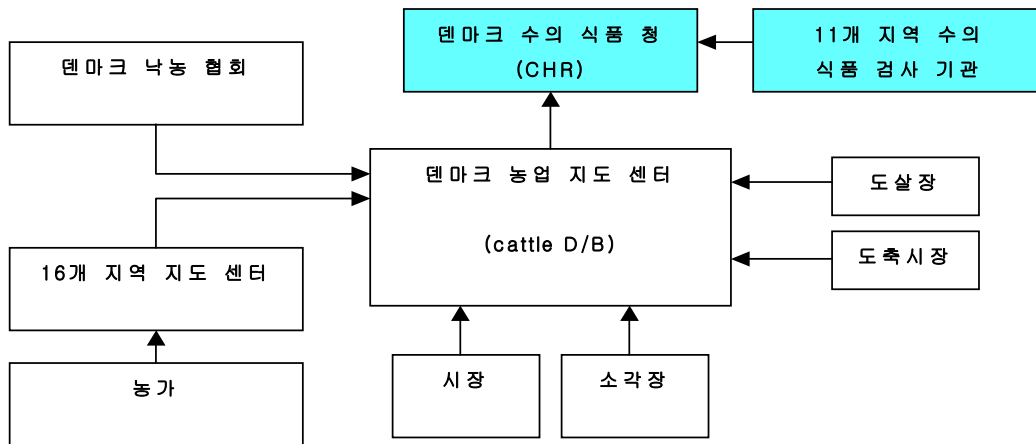 덴마크 낙농 협회
덴마크 수의 식품 청
(CHR)
11개 지역 수의
식품 검사 기관
덴마크 농업 지도 센터
(cattle D/B)
도살장
도축시장
16개 지역 지도 센터
농가
시장
소각장